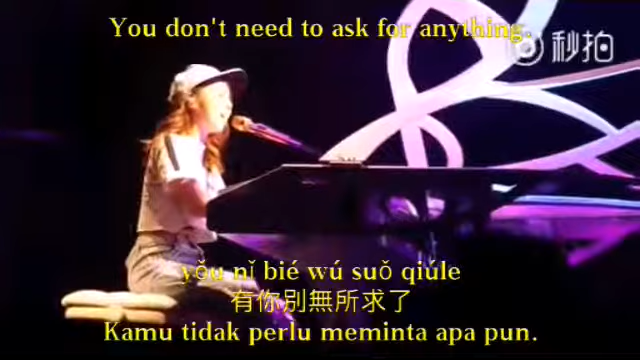 You don't need to ask for anything.
秒拍
yǒu nǐ bié wú suǒ qiúle
有你別無所求了
Kamu tidak perlu meminta apa pun.